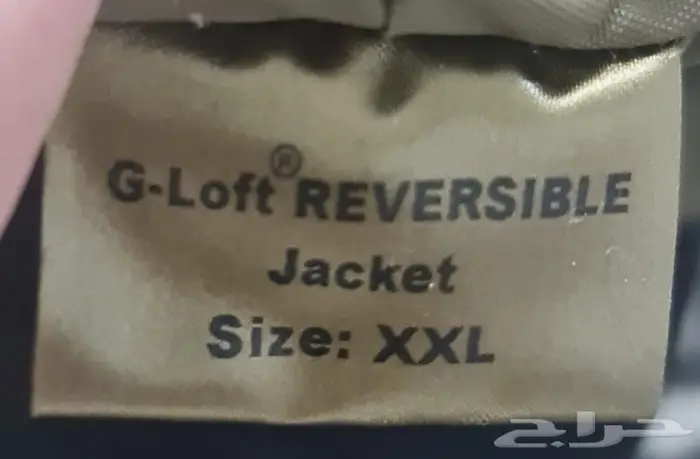 G-Loft® REVERSIBLE
Jacket
Size: XXL
حراج